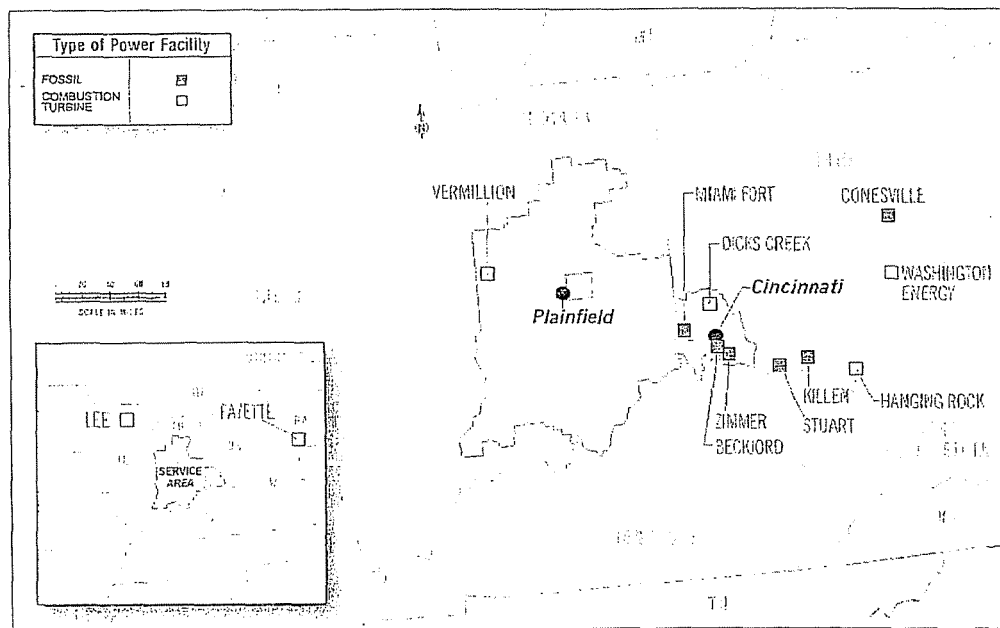 Type of Power Facility
FOSSIL
COMBUSTION
TURBINE
VERMILLION
MIAMI FORT
CONESVILLE
DICKS CREEK
WASHINGTON
ENERGY
Cincinnati
Plainfield
SCALE IN MILES
KILLEN
HANGING ROCK
ZIMMER
STUART
BECKJORD
LEE
FAYETTE
PA
SERVICE
AREA